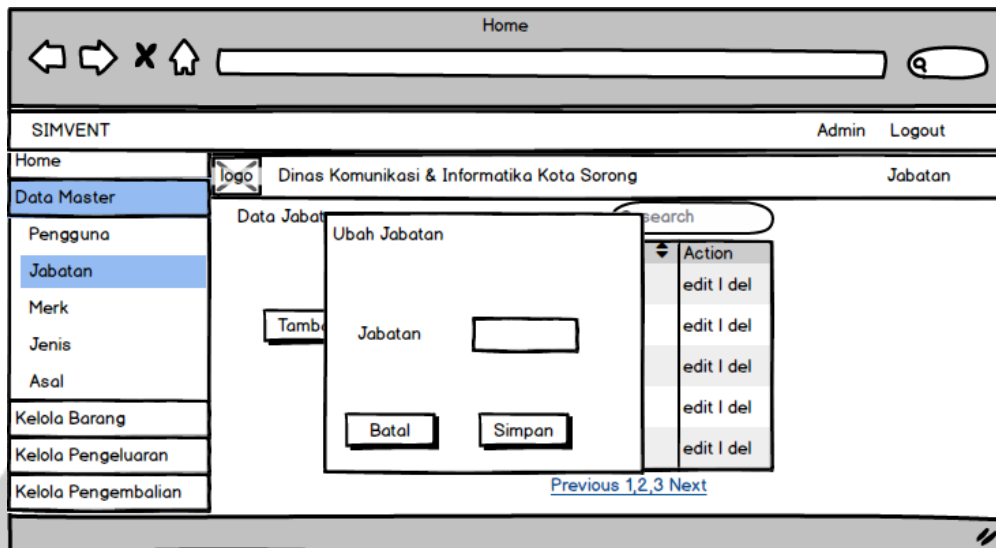 Home
SIMVENT Admin Logout
Home
logo Dinas Komunikasi & Informatika Kota Sorong Jabatan
Data Master
Pengguna
Jabatan
Merk
Jenis
Asal
Kelola Barang
Kelola Pengeluaran
Kelola Pengembalian
Data search
Ubah Jabatan
Jabatan
Batal Simpan
Action
edit | del
edit | del
edit | del
edit | del
edit | del
Previous 1,2,3 Next